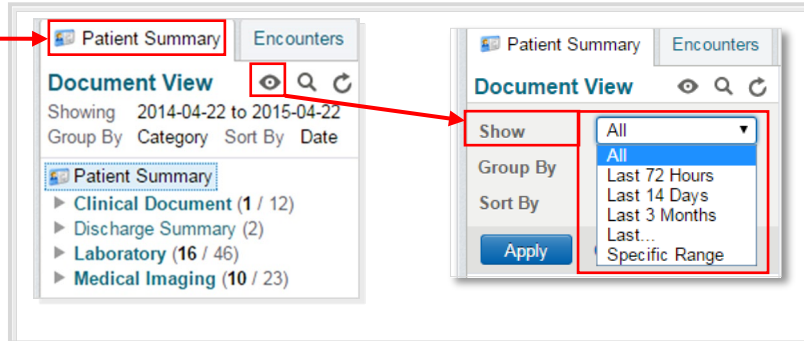 Patient Summary Encounters
Document View
Showing 2014-04-22 to 2015-04-22
Group By Category Sort By Date
Patient Summary
Clinical Document (1 / 12)
Discharge Summary (2)
Laboratory (16 / 46)
Medical Imaging (10 / 23)
Patient Summary Encounters
Document View
Show All
All
Last 72 Hours
Group By
Last 14 Days
Last 3 Months
Sort By
Last...
Apply
Specific Range